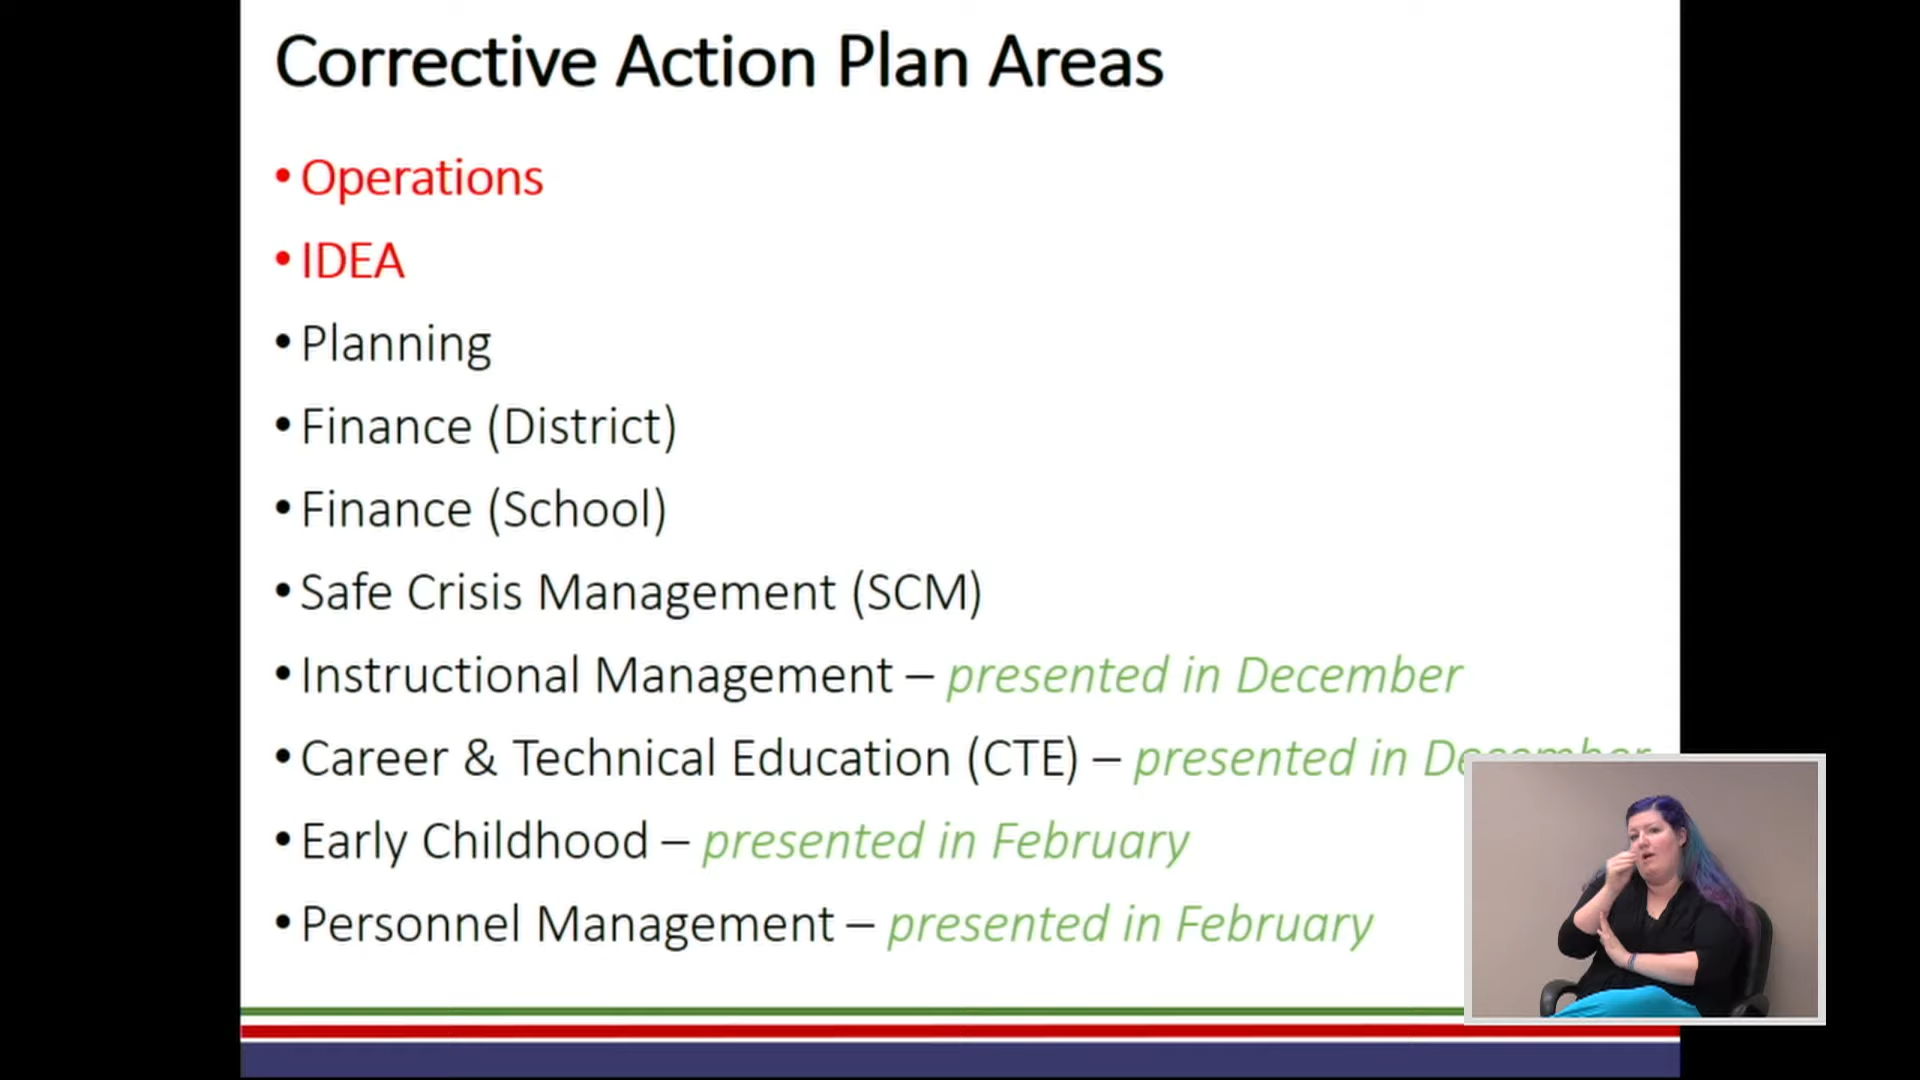 Corrective Action Plan Areas
• Operations
• IDEA
• Planning
• Finance (District)
• Finance (School)
• Safe Crisis Management (SCM)
• Instructional Management – presented in December
• Career & Technical Education (CTE) – presented in December
• Early Childhood – presented in February
• Personnel Management – presented in February